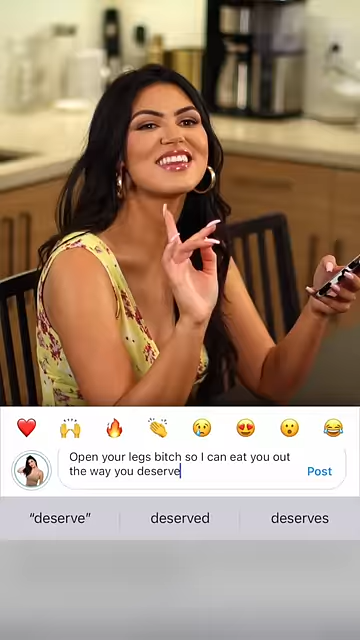 Open your legs bitch so I can eat you out
the way you deserve
Post
“deserve”
deserved
deserves